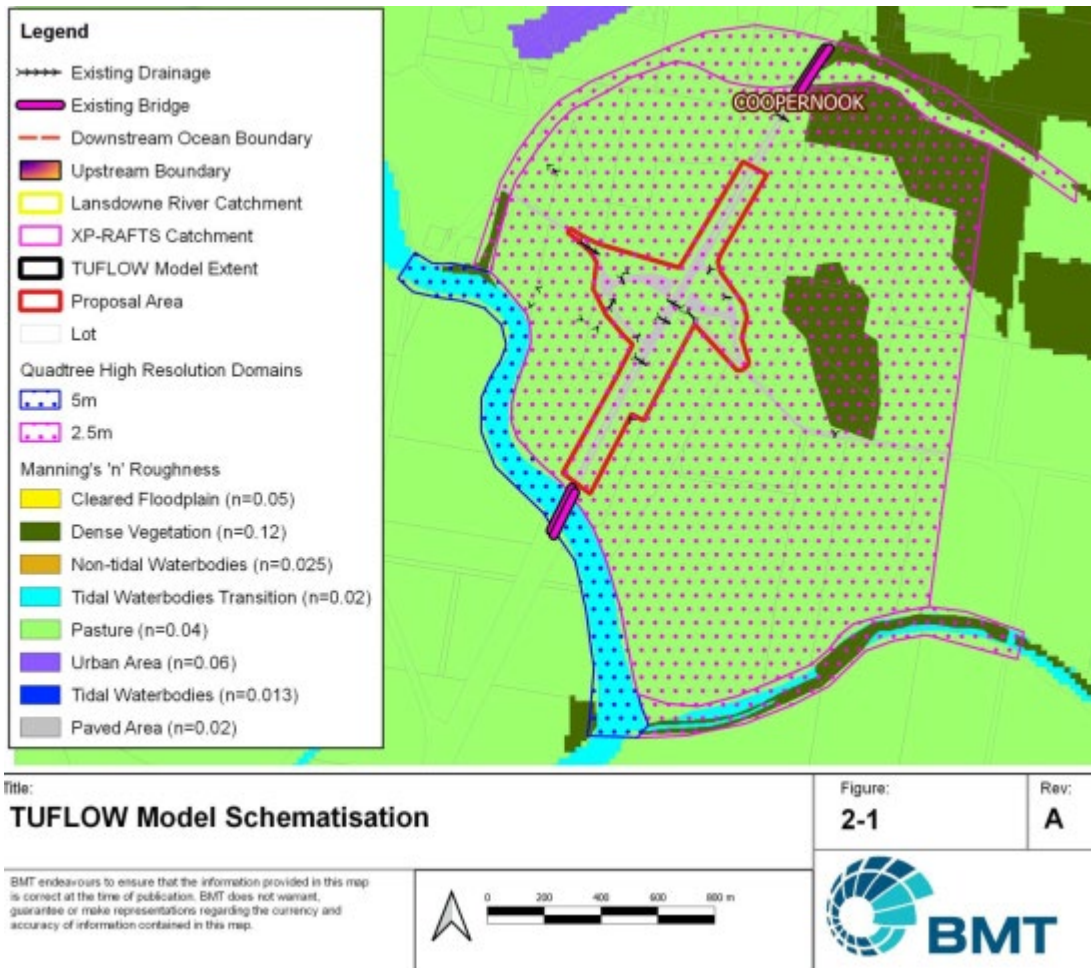 Legend
Existing Drainage
Existing Bridge
Downstream Ocean Boundary
Upstream Boundary
Lansdowne River Catchment
XP-RAFTS Catchment
TUFLOW Model Extent
Proposal Area
Lot
Quadtree High Resolution Domains
5m
2.5m
Manning's 'n' Roughness
Cleared Floodplain (n=0.05)
Dense Vegetation (n=0.12)
Non-tidal Waterbodies (n=0.025)
Tidal Waterbodies Transition (n=0.02)
Pasture (n=0.04)
Urban Area (n=0.06)
Tidal Waterbodies (n=0.013)
Paved Area (n=0.02)
COOPERNOOK
Title:
TUFLOW Model Schematisation
Figure:
2-1
Rev:
A
BMT endeavours to ensure that the information provided in this map
is correct at the time of publication. BMT does not warrant,
guarantee or make representations regarding the currency and
accuracy of information contained in this map.
0 200 400 600 800 m
BMT